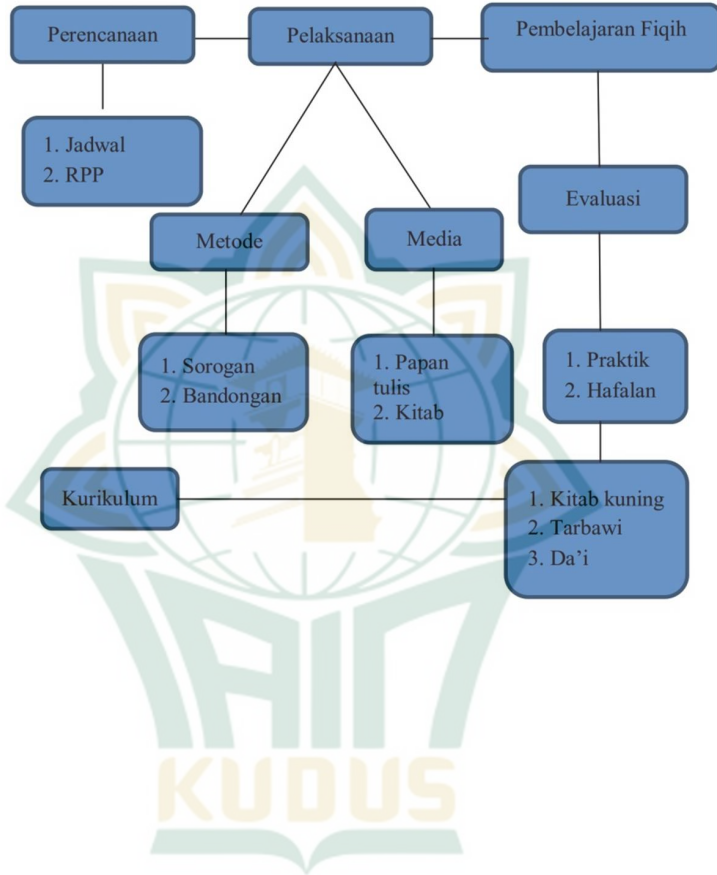 Perencanaan
Pelaksanaan
Pembelajaran Fiqih
1. Jadwal
2. RPP
Evaluasi
Metode
Media
1. Sorogan
2. Bandongan
1. Papan
tulis
2. Kitab
1. Praktik
2. Hafalan
Kurikulum
1. Kitab kuning
2. Tarbawi
3. Da’i
IAIN
KUDUS